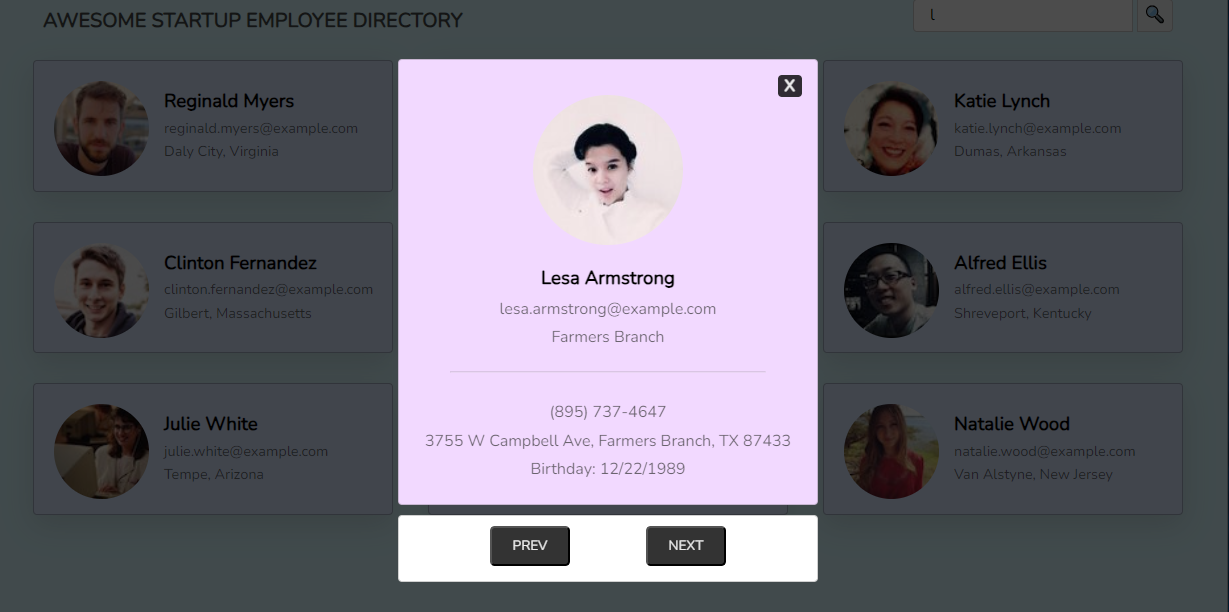 AWESOME STARTUP EMPLOYEE DIRECTORY
l
X
Reginald Myers
reginald.myers@example.com
Daly City, Virginia
Katie Lynch
katie.lynch@example.com
Dumas, Arkansas
Clinton Fernandez
clinton.fernandez@example.com
Gilbert, Massachusetts
Lesa Armstrong
lesa.armstrong@example.com
Farmers Branch
(895) 737-4647
3755 W Campbell Ave, Farmers Branch, TX 87433
Birthday: 12/22/1989
Alfred Ellis
alfred.ellis@example.com
Shreveport, Kentucky
Julie White
julie.white@example.com
Tempe, Arizona
Natalie Wood
natalie.wood@example.com
Van Alstyne, New Jersey
PREV
NEXT